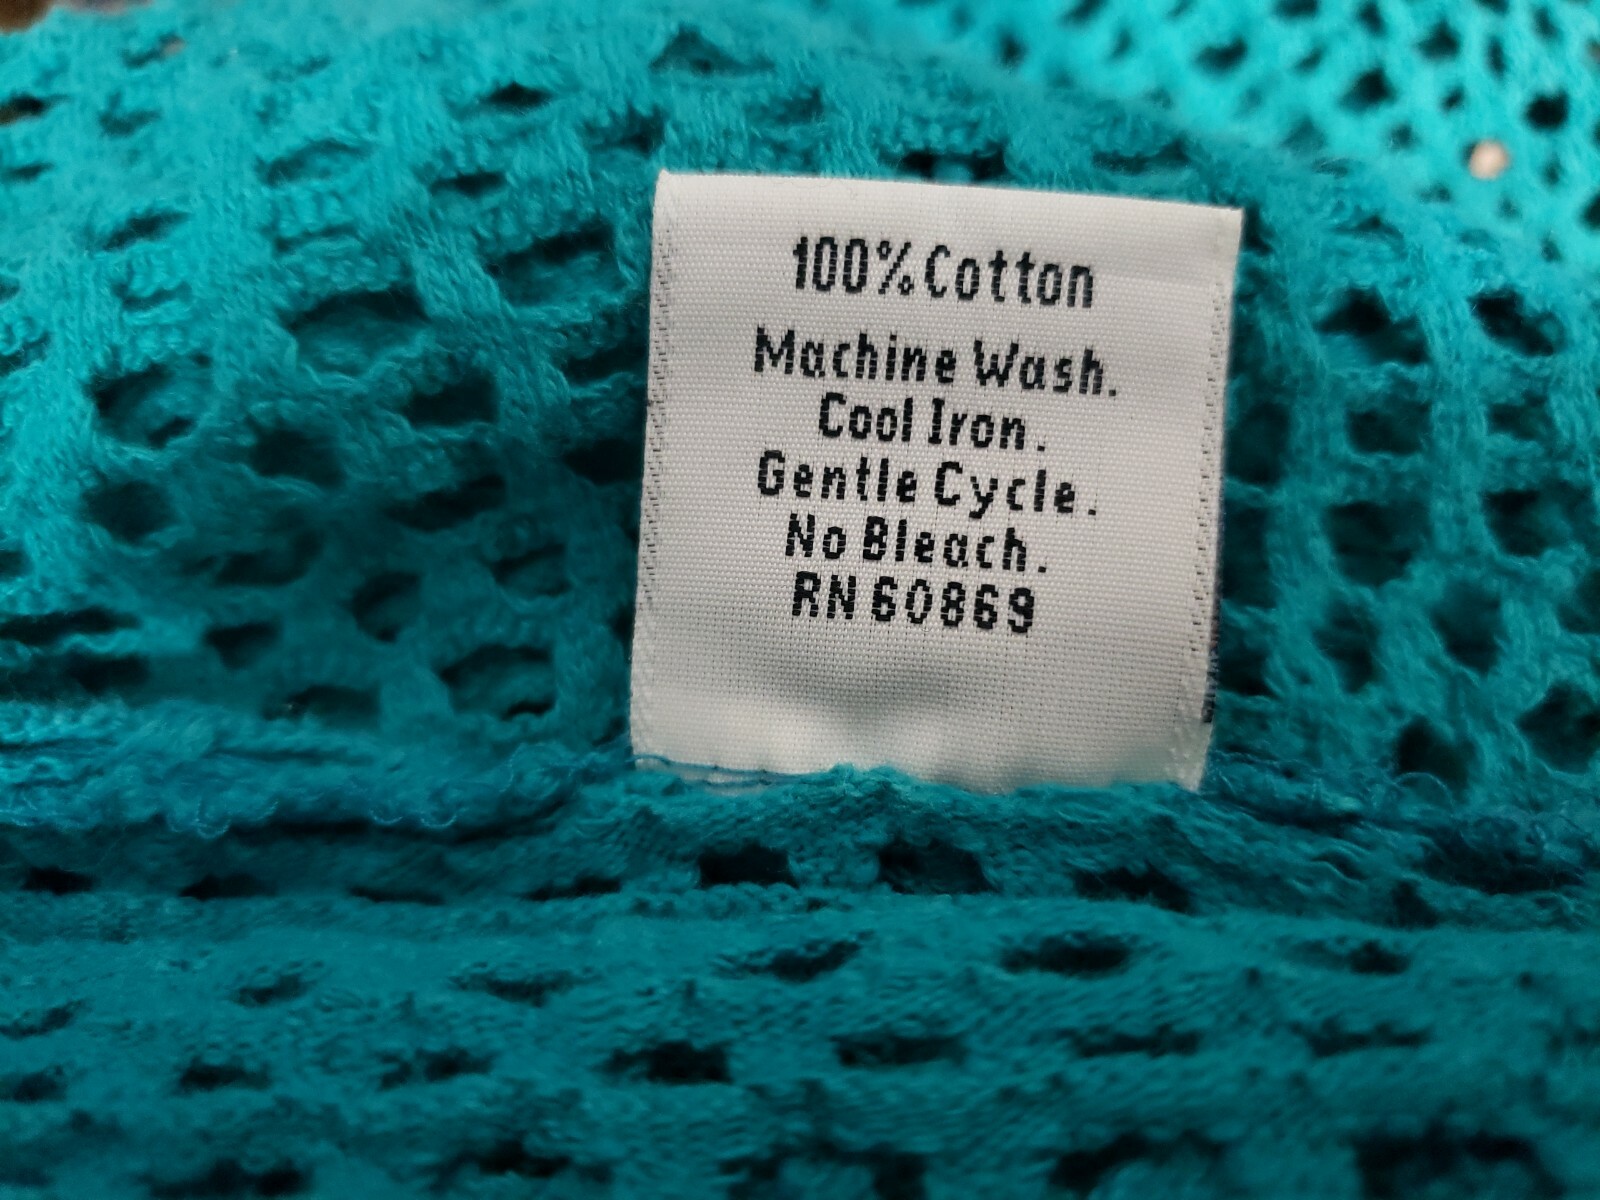 100% Cotton
Machine Wash.
Cool Iron.
Gentle Cycle.
No Bleach.
RN 60869